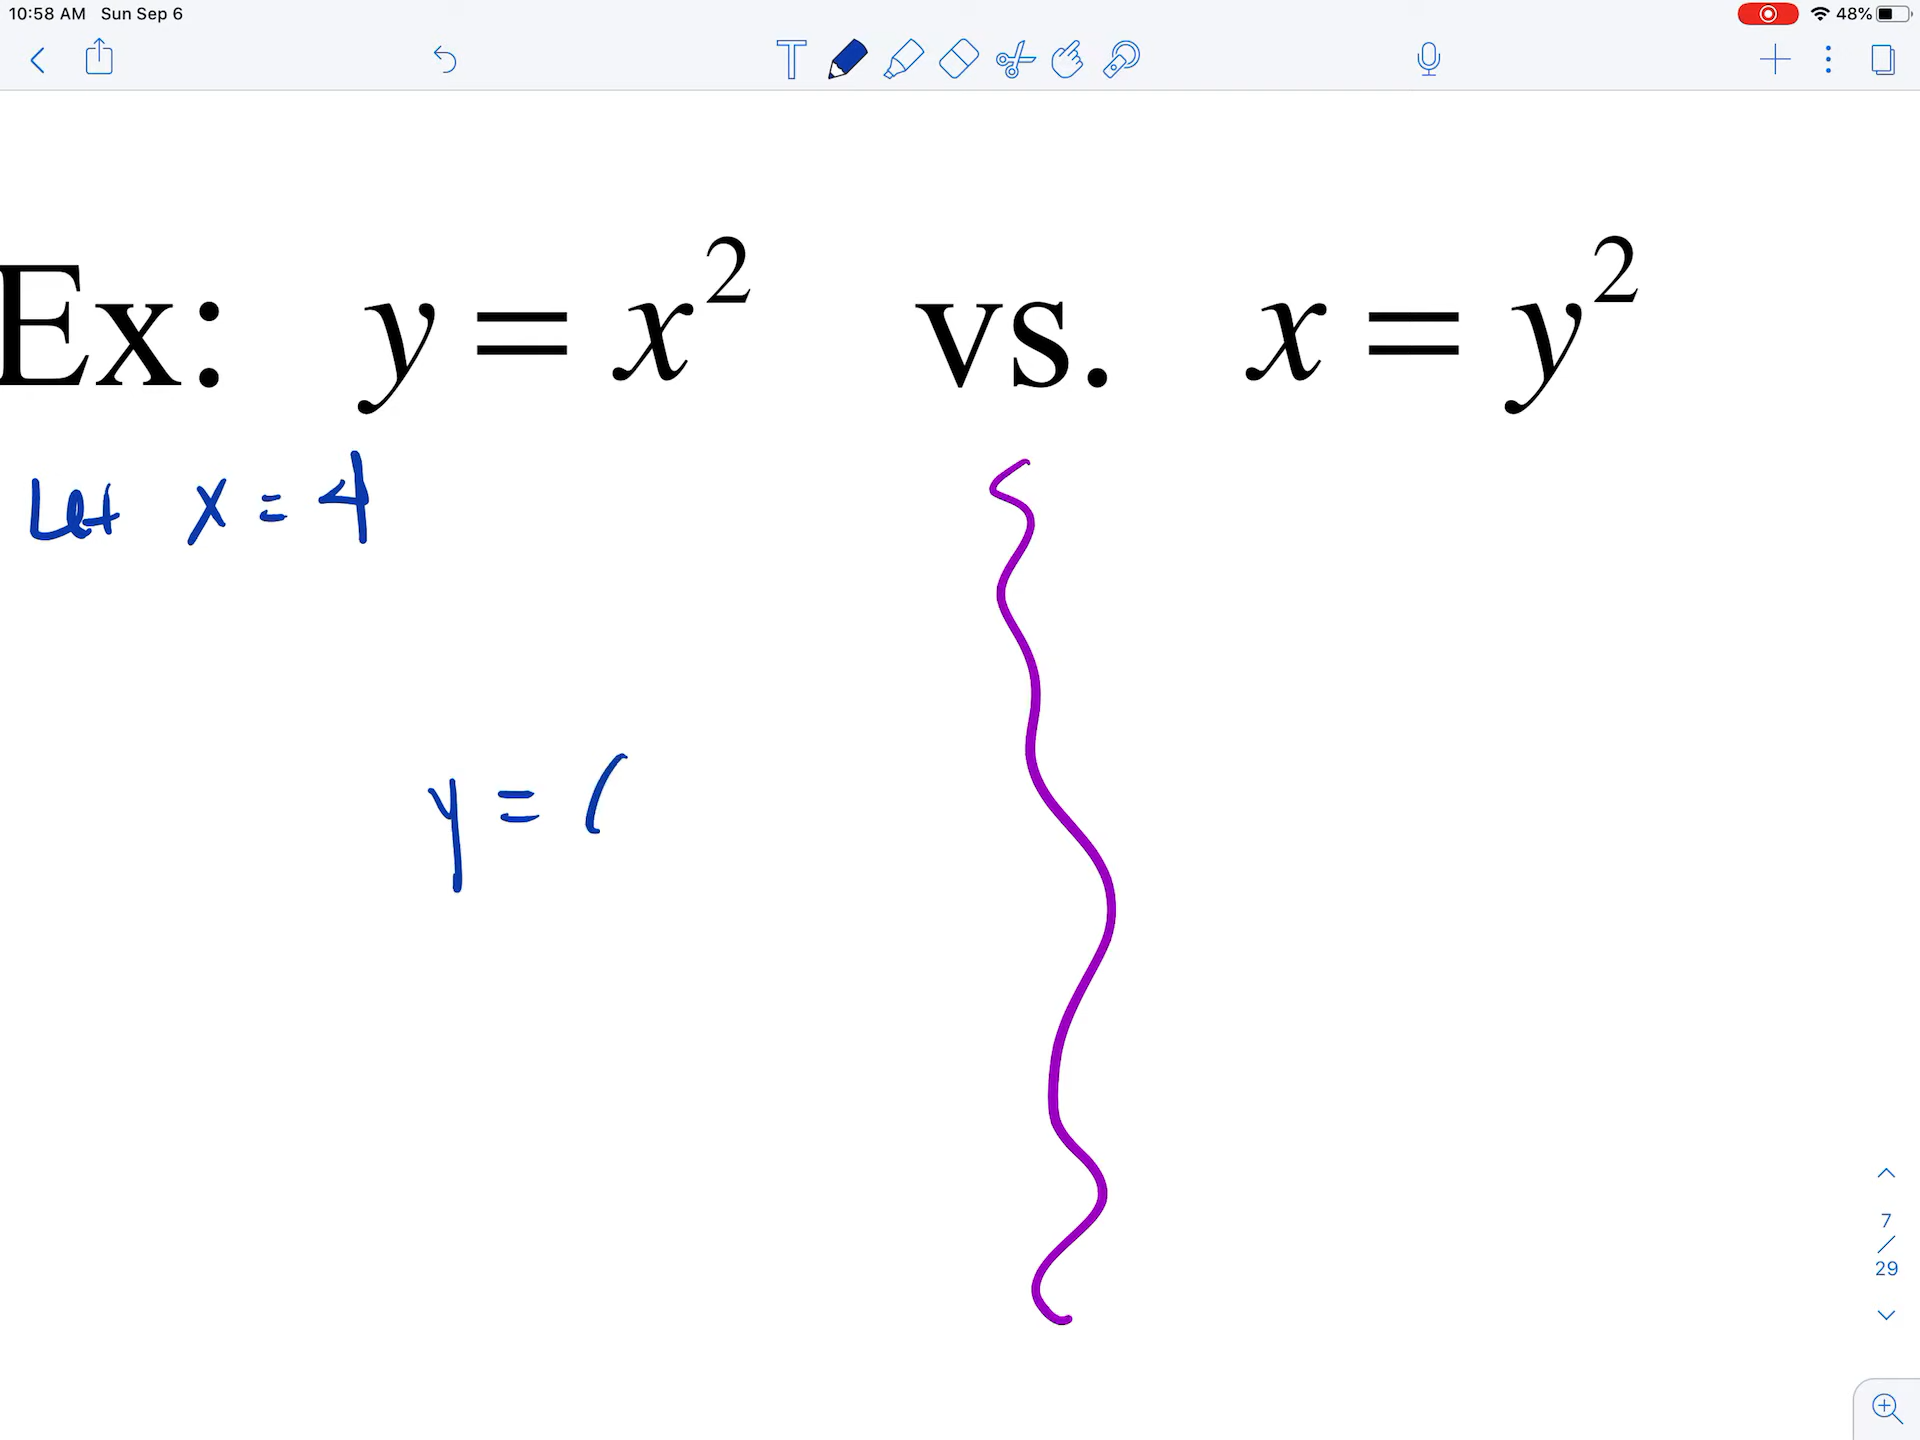 10:58 AM Sun Sep 6 48%
T
Ex: y = x² vs. x = y²
Let x = 4
y = (
7
/
29